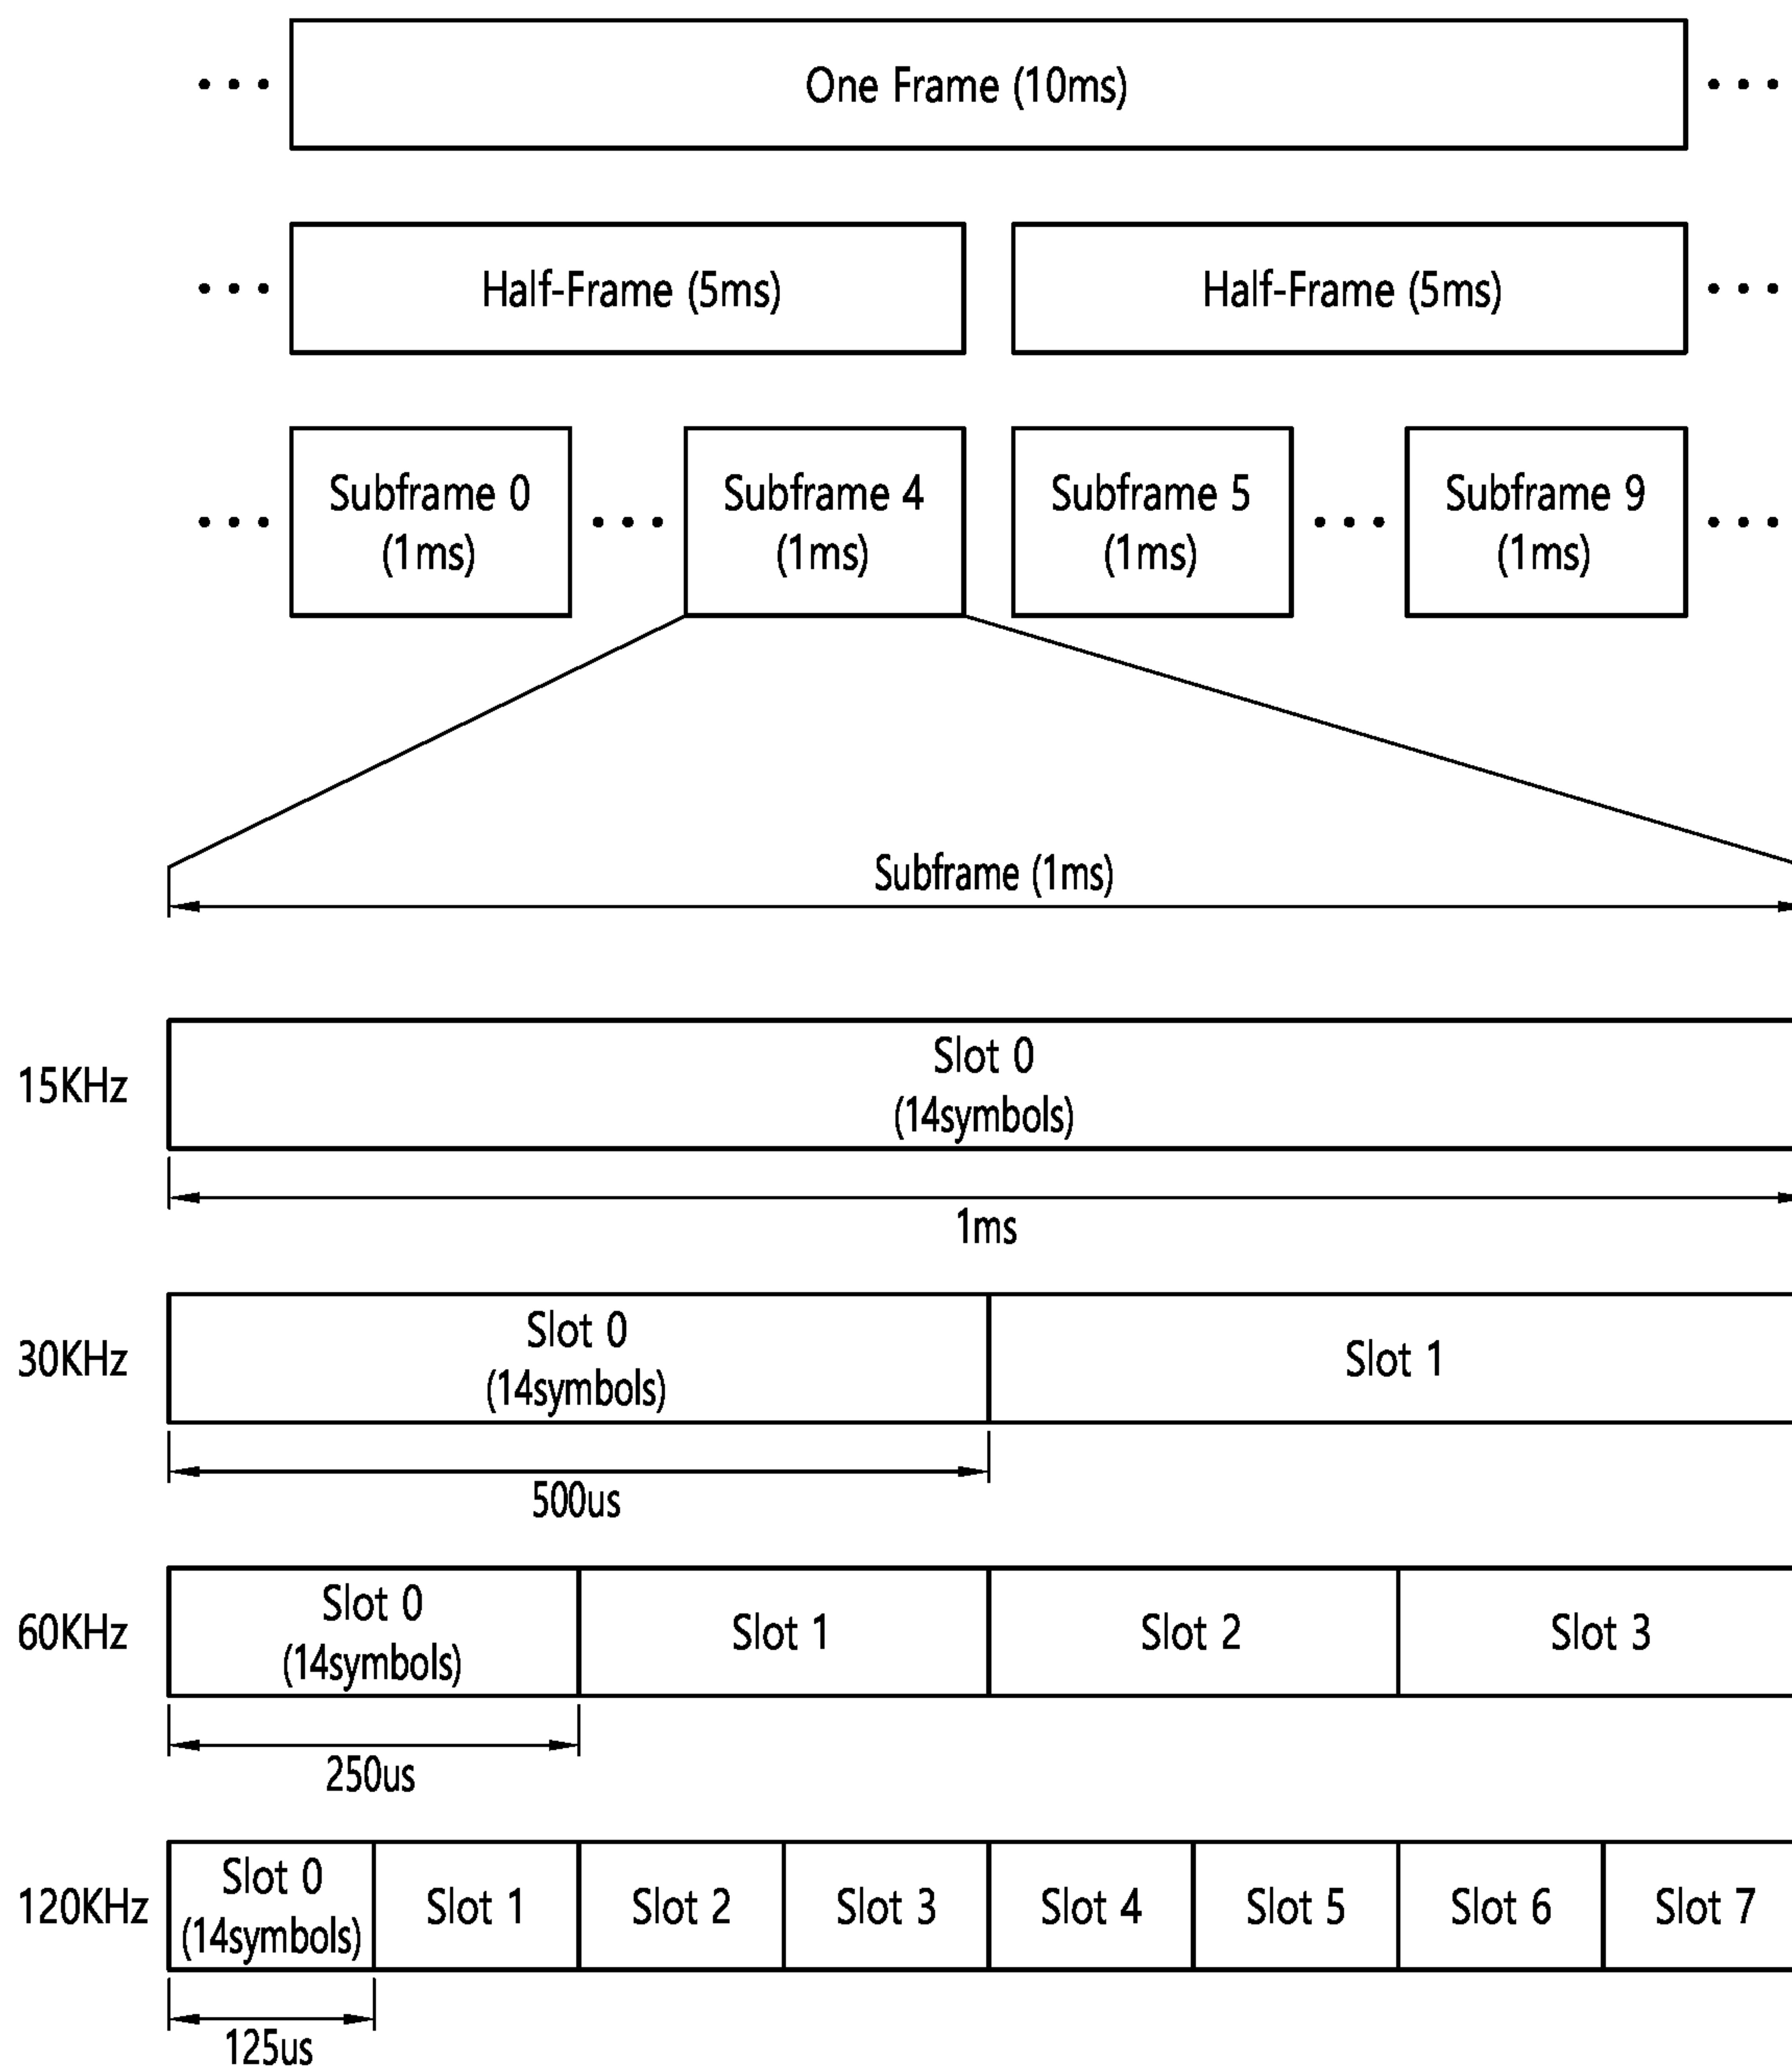 One Frame (10ms)
Half-Frame (5ms) Half-Frame (5ms)
Subframe 0 Subframe 4 Subframe 5 Subframe 9
(1ms) (1ms) (1ms) (1ms)
Subframe (1ms)
15KHz
Slot 0
(14symbols)
1ms
30KHz
Slot 0
(14symbols)
Slot 1
500us
60KHz
Slot 0
(14symbols)
Slot 1
Slot 2
Slot 3
250us
120KHz
Slot 0
(14symbols)
Slot 1
Slot 2
Slot 3
Slot 4
Slot 5
Slot 6
Slot 7
125us